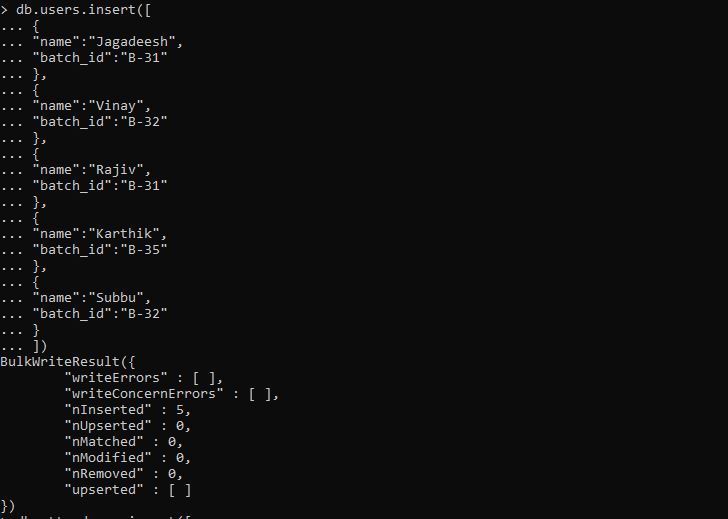 > db.users.insert([
... {
... "name":"Jagadeesh",
... "batch_id":"B-31"
... },
... {
... "name":"Vinay",
... "batch_id":"B-32"
... },
... {
... "name":"Rajiv",
... "batch_id":"B-31"
... },
... {
... "name":"Karthik",
... "batch_id":"B-35"
... },
... {
... "name":"Subbu",
... "batch_id":"B-32"
... }
... ])
BulkWriteResult({
        "writeErrors" : [ ],
        "writeConcernErrors" : [ ],
        "nInserted" : 5,
        "nUpserted" : 0,
        "nMatched" : 0,
        "nModified" : 0,
        "nRemoved" : 0,
        "upserted" : [ ]
})